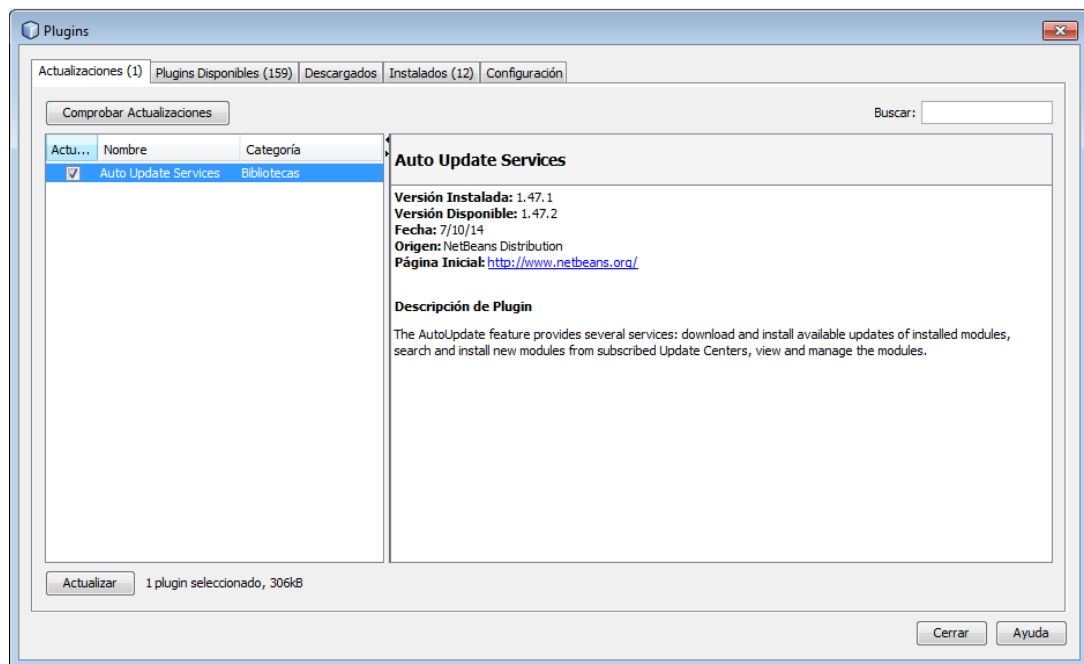 Plugins
Actualizaciones (1) Plugins Disponibles (159) Descargados Instalados (12) Configuración
Comprobar Actualizaciones Buscar:
Actu... Nombre Categoría
Auto Update Services Bibliotecas
Auto Update Services
Versión Instalada: 1.47.1
Versión Disponible: 1.47.2
Fecha: 7/10/14
Origen: NetBeans Distribution
Página Inicial: http://www.netbeans.org/
Descripción de Plugin
The AutoUpdate feature provides several services: download and install available updates of installed modules,
search and install new modules from subscribed Update Centers, view and manage the modules.
Actualizar 1 plugin seleccionado, 306kB
Cerrar Ayuda